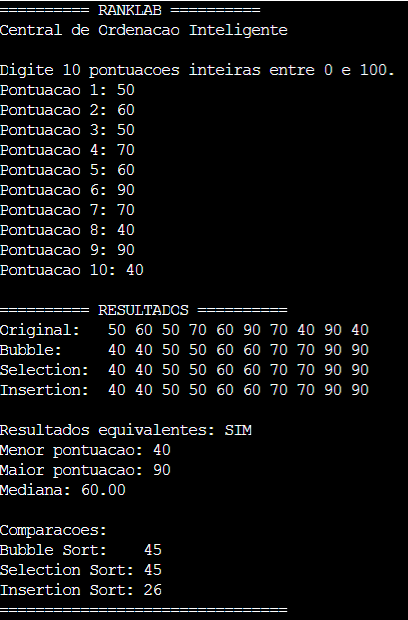 ========== RANKLAB ==========
Central de Ordenacao Inteligente
Digite 10 pontuacoes inteiras entre 0 e 100.
Pontuacao 1: 50
Pontuacao 2: 60
Pontuacao 3: 50
Pontuacao 4: 70
Pontuacao 5: 60
Pontuacao 6: 90
Pontuacao 7: 70
Pontuacao 8: 40
Pontuacao 9: 90
Pontuacao 10: 40
========== RESULTADOS ==========
Original:   50 60 50 70 60 90 70 40 90 40
Bubble:     40 40 50 50 60 60 70 70 90 90
Selection:  40 40 50 50 60 60 70 70 90 90
Insertion:  40 40 50 50 60 60 70 70 90 90
Resultados equivalentes: SIM
Menor pontuacao: 40
Maior pontuacao: 90
Mediana: 60.00
Comparacoes:
Bubble Sort:    45
Selection Sort: 45
Insertion Sort: 26
================================